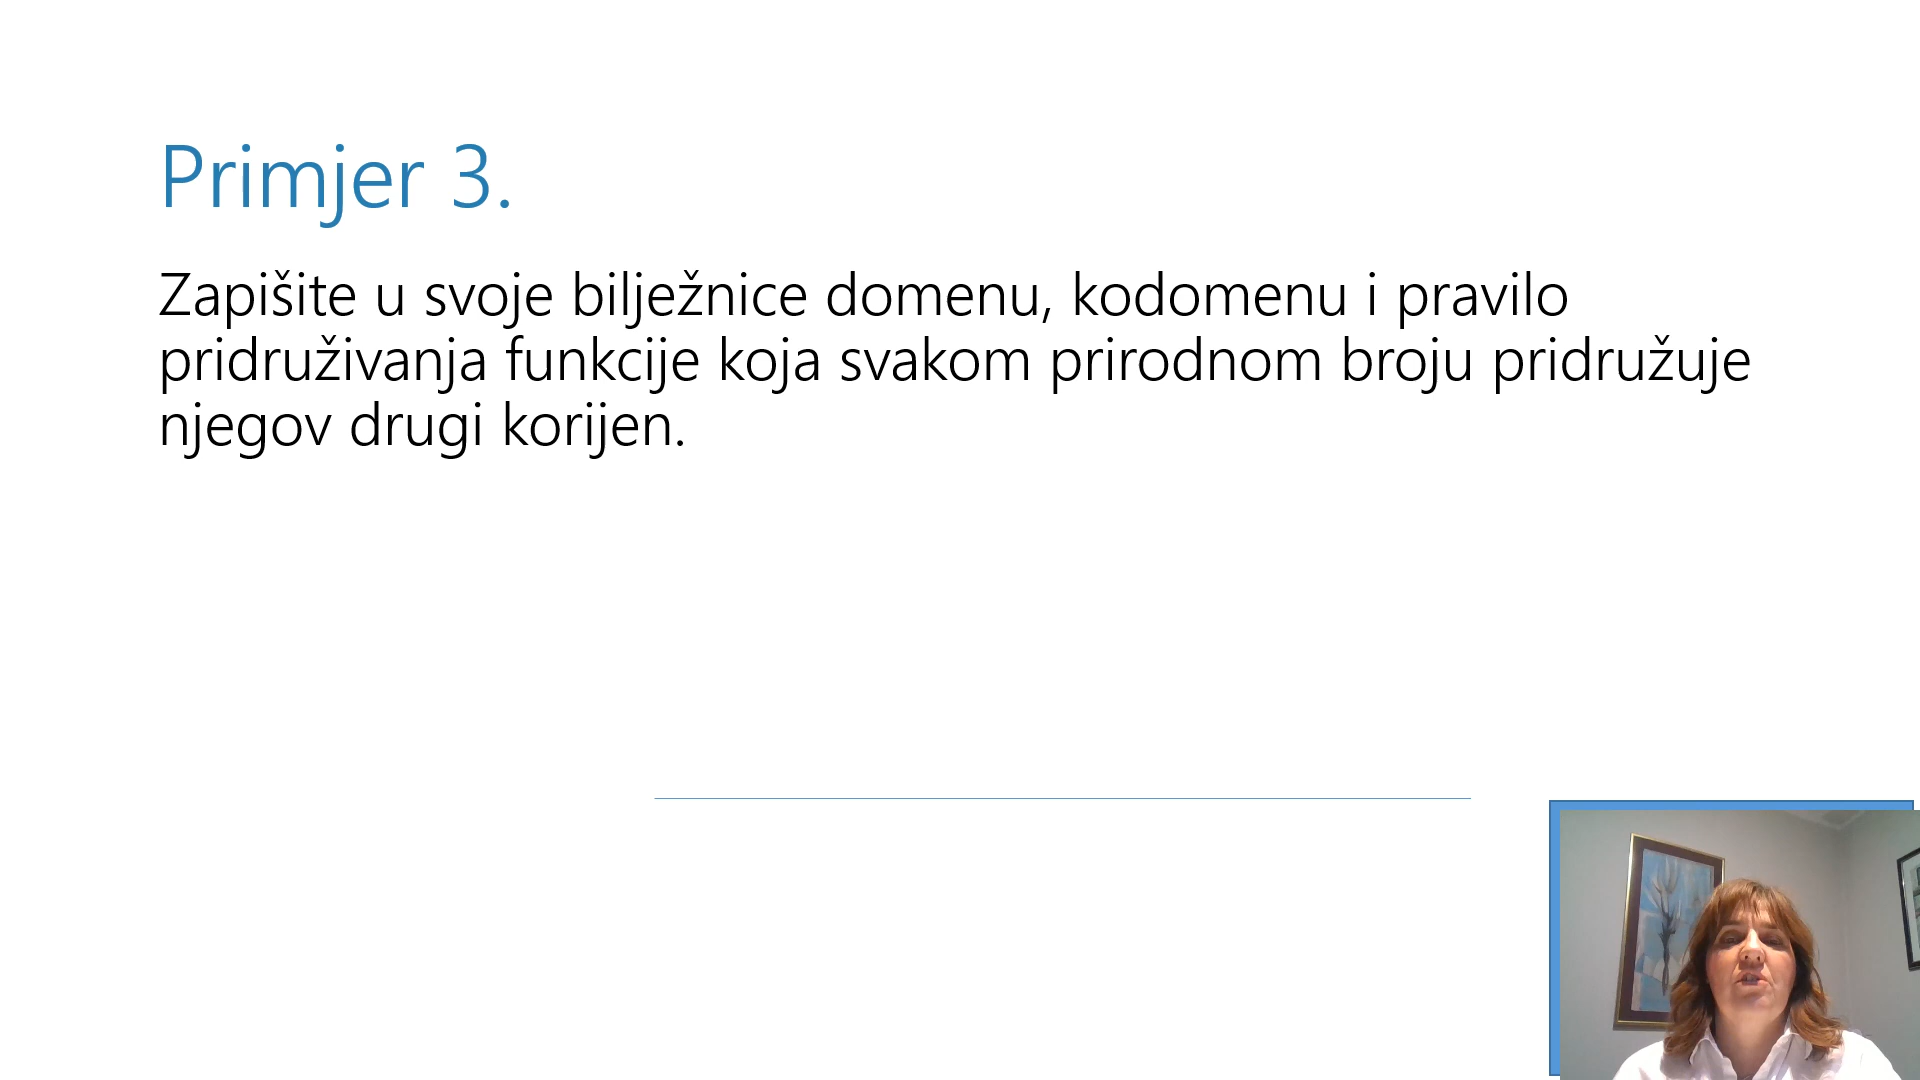 Primjer 3.
Zapišite u svoje bilježnice domenu, kodomenu i pravilo
pridruživanja funkcije koja svakom prirodnom broju pridružuje
njegov drugi korijen.